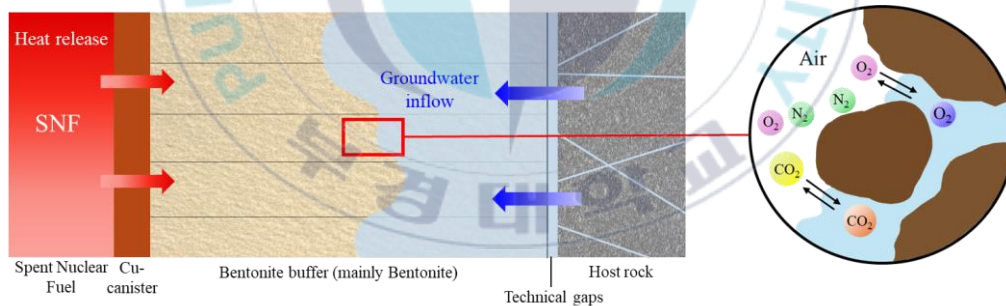 Heat release
SNF
Groundwater
inflow
Air
O₂
N₂
N₂
O₂
O₂
CO₂
CO₂
Spent Nuclear
Fuel
Cu-
canister
Bentonite buffer (mainly Bentonite)
Technical gaps
Host rock